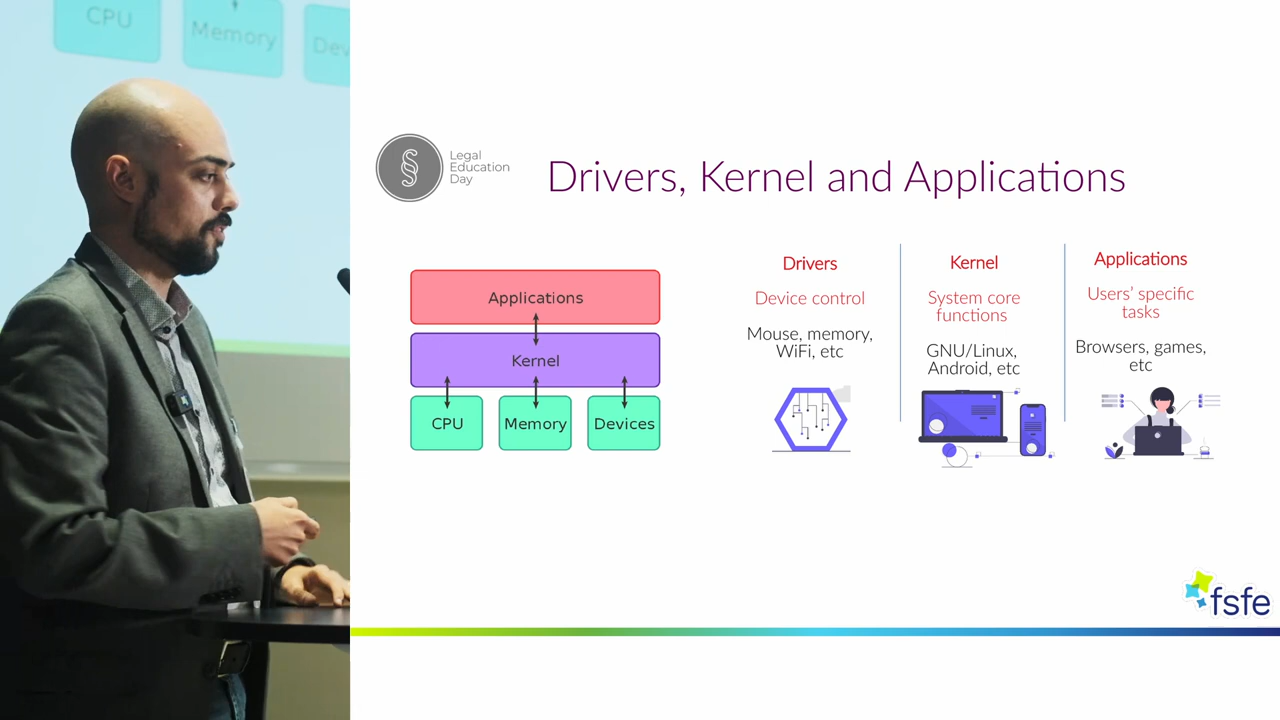 CPU
Memory
Dev
Legal
Education
Day
Drivers, Kernel and Applications
Applications
Kernel
CPU
Memory
Devices
Drivers
Device control
Mouse, memory,
WiFi, etc
Kernel
System core
functions
GNU/Linux,
Android, etc
Applications
Users’ specific
tasks
Browsers, games,
etc
fsfe